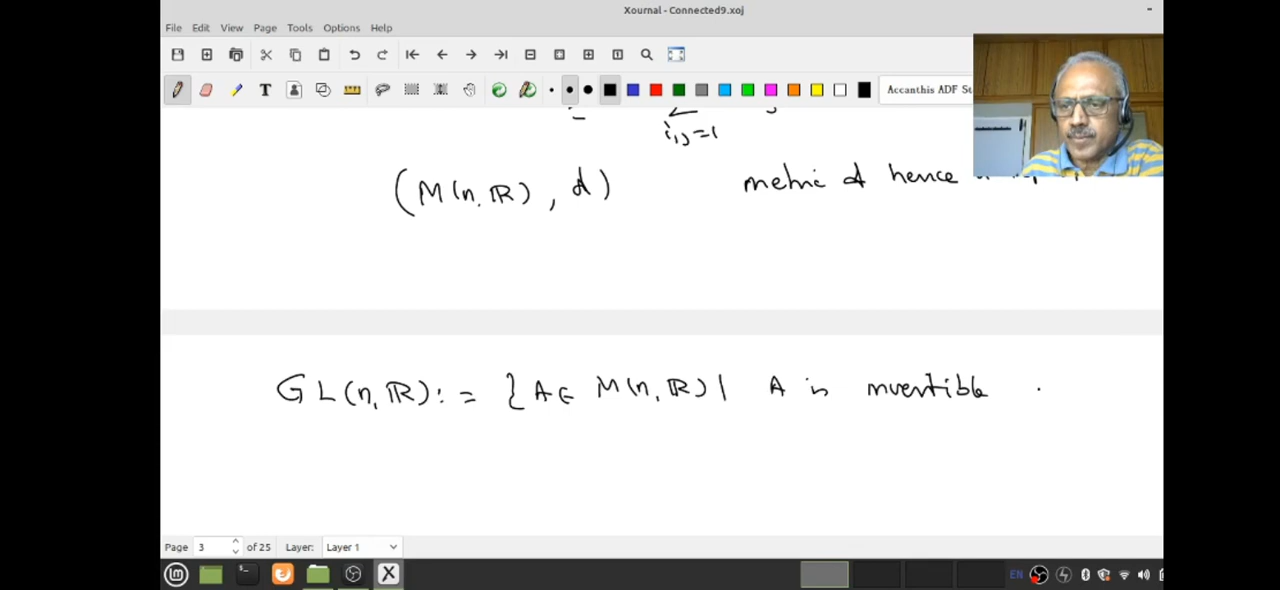 Xournal - Connected9.xoj
File Edit View Page Tools Options Help
Accanthis ADF St
i,j=1
(M(n, ℝ), d) metric & hence
GL(n, ℝ) := { A ∈ M(n, ℝ) | A is invertible
Page 3 of 25 Layer: Layer 1
EN